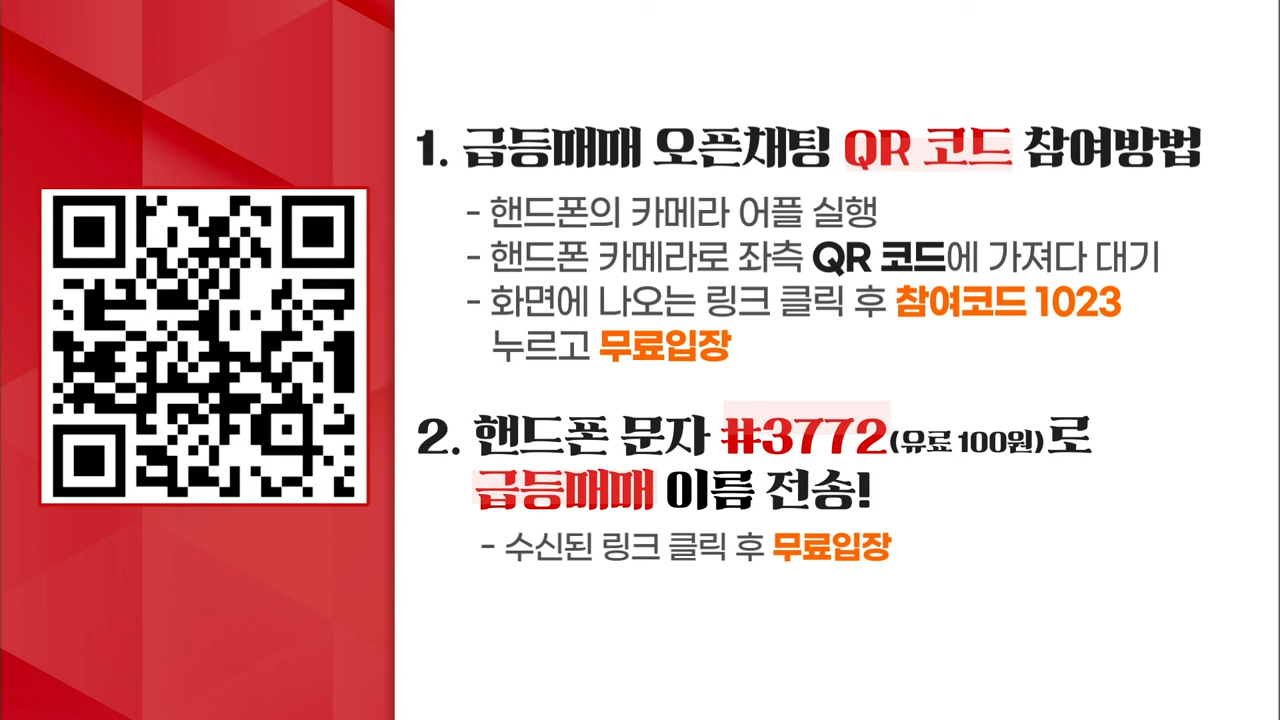 1. 급등매매 오픈채팅 QR 코드 참여방법
- 핸드폰의 카메라 어플 실행
- 핸드폰 카메라로 좌측 QR 코드에 가져다 대기
- 화면에 나오는 링크 클릭 후 참여코드 1023
누르고 무료입장
2. 핸드폰 문자 #3772(유료 100원)로
급등매매 이름 전송!
- 수신된 링크 클릭 후 무료입장